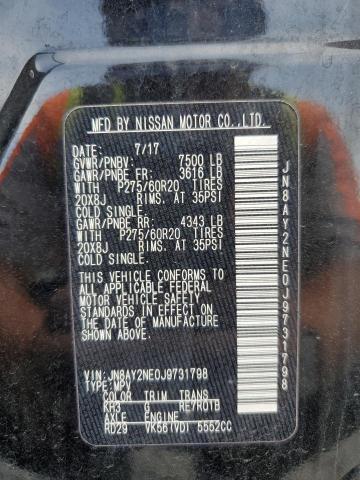 MFD BY NISSAN MOTOR CO.,LTD.
DATE: 7/17
GVWR/PNBV: 7500 LB
GAWR/PNBE FR: 3616 LB
WITH P275/60R20 TIRES
20X8J RIMS. AT 35PSI
COLD SINGLE.
GAWR/PNBE RR: 4343 LB
WITH P275/60R20 TIRES
20X8J RIMS. AT 35PSI
COLD SINGLE.
THIS VEHICLE CONFORMS TO
ALL APPLICABLE FEDERAL
MOTOR VEHICLE SAFETY
STANDARDS IN EFFECT ON
THE DATE OF MANUFACTURE
SHOWN ABOVE.
VIN: JN8AY2NE0J9731798
TYPE: MPV
COLOR TRIM TRANS
KH3 G RE7R01B
AXLE ENGINE
RD29 VK56(VD) 5552CC
JN8AY2NE0J9731798